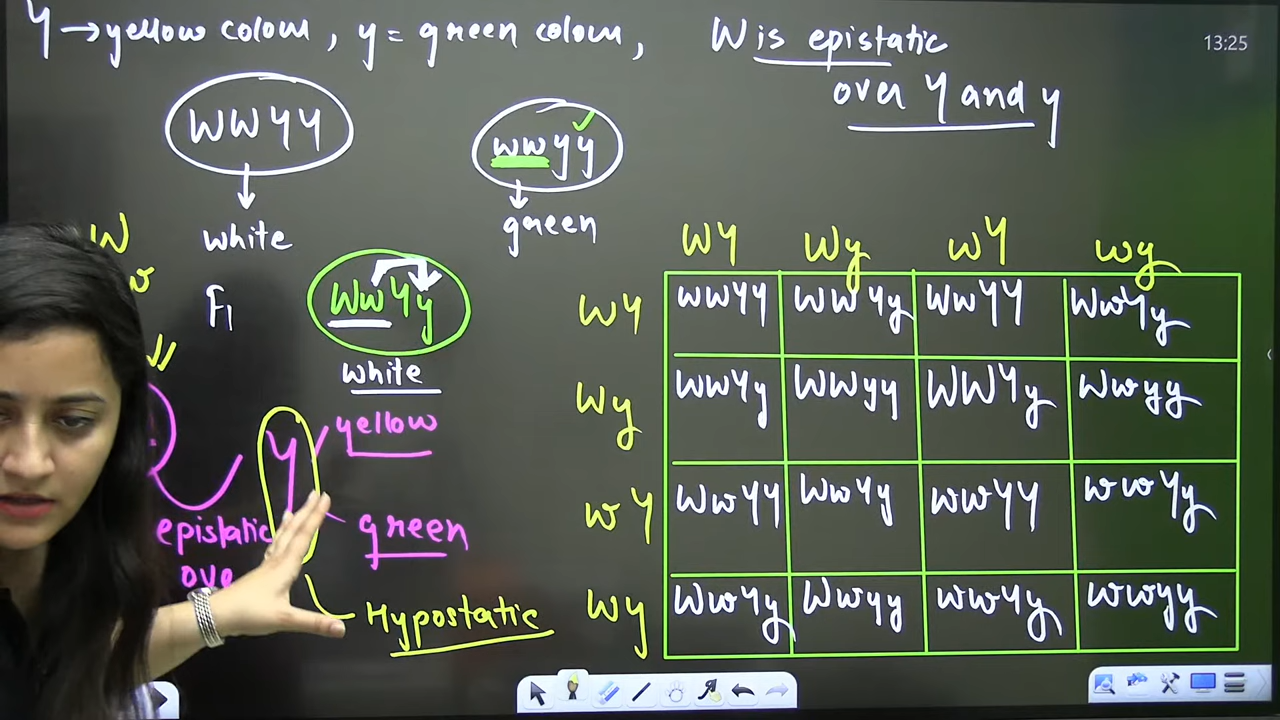 Y → yellow colour, y = green colour, W is epistatic
over Y and y
13:25
WWYY
wwyy
white
green
W
w
F1
WwYy
white
Y
yellow
green
epistatic
ove
Hypostatic
WY Wy wY wy
WY WWYY WWYy WwYY WwYy
Wy WWYy WWyy WWYy Wwyy
wY WwYY WwYy wwYY wwYy
Wy WwYy Wwyy wwYy wwyy